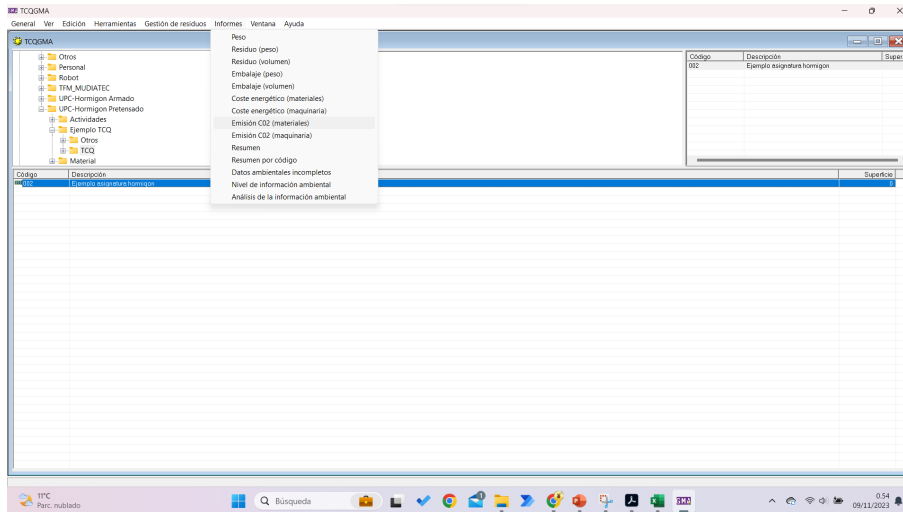 TCQGMA
General Ver Edición Herramientas Gestión de residuos Informes Ventana Ayuda
TCQGMA
Otros
Personal
Robot
TFM_MUDIATEC
UPC-Hormigon Armado
UPC-Hormigon Pretensado
Actividades
Ejemplo TCQ
Otros
TCQ
Material
Peso
Residuo (peso)
Residuo (volumen)
Embalaje (peso)
Embalaje (volumen)
Coste energético (materiales)
Coste energético (maquinaria)
Emisión C02 (materiales)
Emisión C02 (maquinaria)
Resumen
Resumen por código
Datos ambientales incompletos
Nivel de información ambiental
Análisis de la información ambiental
Código Descripción Super
002 Ejemplo asignatura hormigon
Código Descripción Superficie
002 Ejemplo asignatura hormigon 0
11°C
Parc. nublado
Búsqueda
1
GMA
0.54
09/11/2023